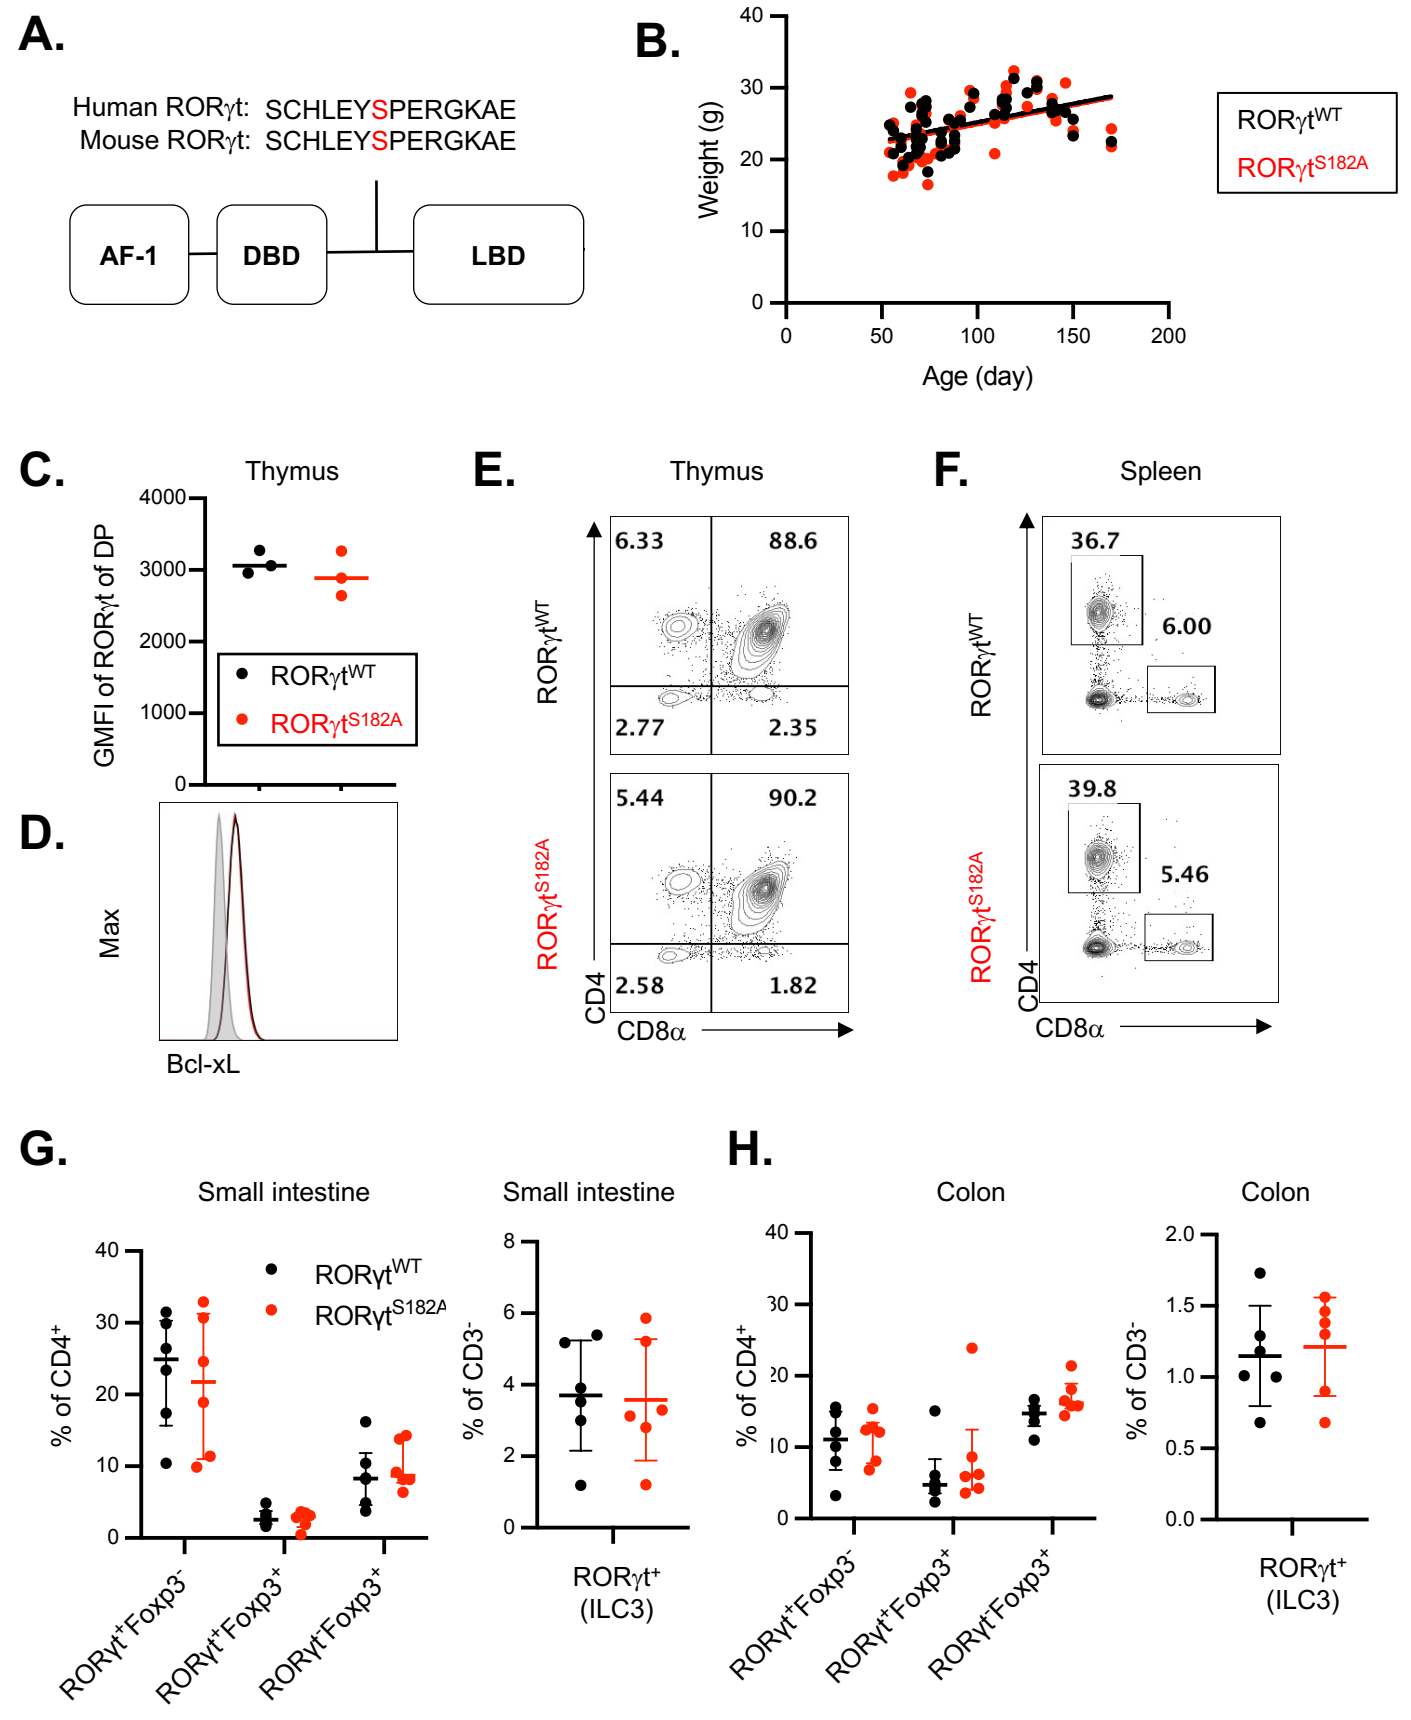 A.
Human RORγt: SCHLEYSPERGKAE
Mouse RORγt: SCHLEYSPERGKAE
AF-1
DBD
LBD
B.
40
30
20
10
0
0
50
100
150
200
Weight (g)
Age (day)
RORγtWT
RORγtS182A
C.
Thymus
4000
3000
2000
1000
0
GMFI of RORγt of DP
RORγtWT
RORγtS182A
D.
Max
Bcl-xL
E.
Thymus
RORγtWT
6.33
88.6
2.77
2.35
RORγtS182A
5.44
90.2
2.58
1.82
CD4
CD8α
F.
Spleen
RORγtWT
36.7
6.00
RORγtS182A
39.8
5.46
CD4
CD8α
G.
Small intestine
40
30
20
10
0
% of CD4+
RORγtWT
RORγtS182A
RORγt+Foxp3-
RORγt+Foxp3+
RORγt-Foxp3+
Small intestine
8
6
4
2
0
% of CD3-
RORγt+
(ILC3)
H.
Colon
40
30
20
10
0
% of CD4+
RORγt+Foxp3-
RORγt+Foxp3+
RORγt-Foxp3+
Colon
2.0
1.5
1.0
0.5
0.0
% of CD3-
RORγt+
(ILC3)